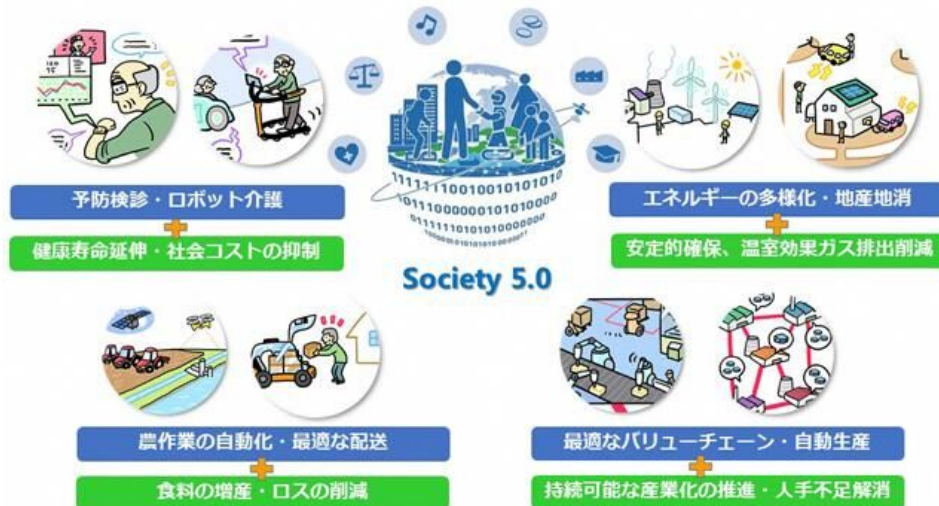 予防検診・ロボット介護
健康寿命延伸・社会コストの抑制
エネルギーの多様化・地産地消
安定的確保、温室効果ガス排出削減
Society 5.0
農作業の自動化・最適な配送
食料の増産・ロスの削減
最適なバリューチェーン・自動生産
持続可能な産業化の推進・人手不足解消